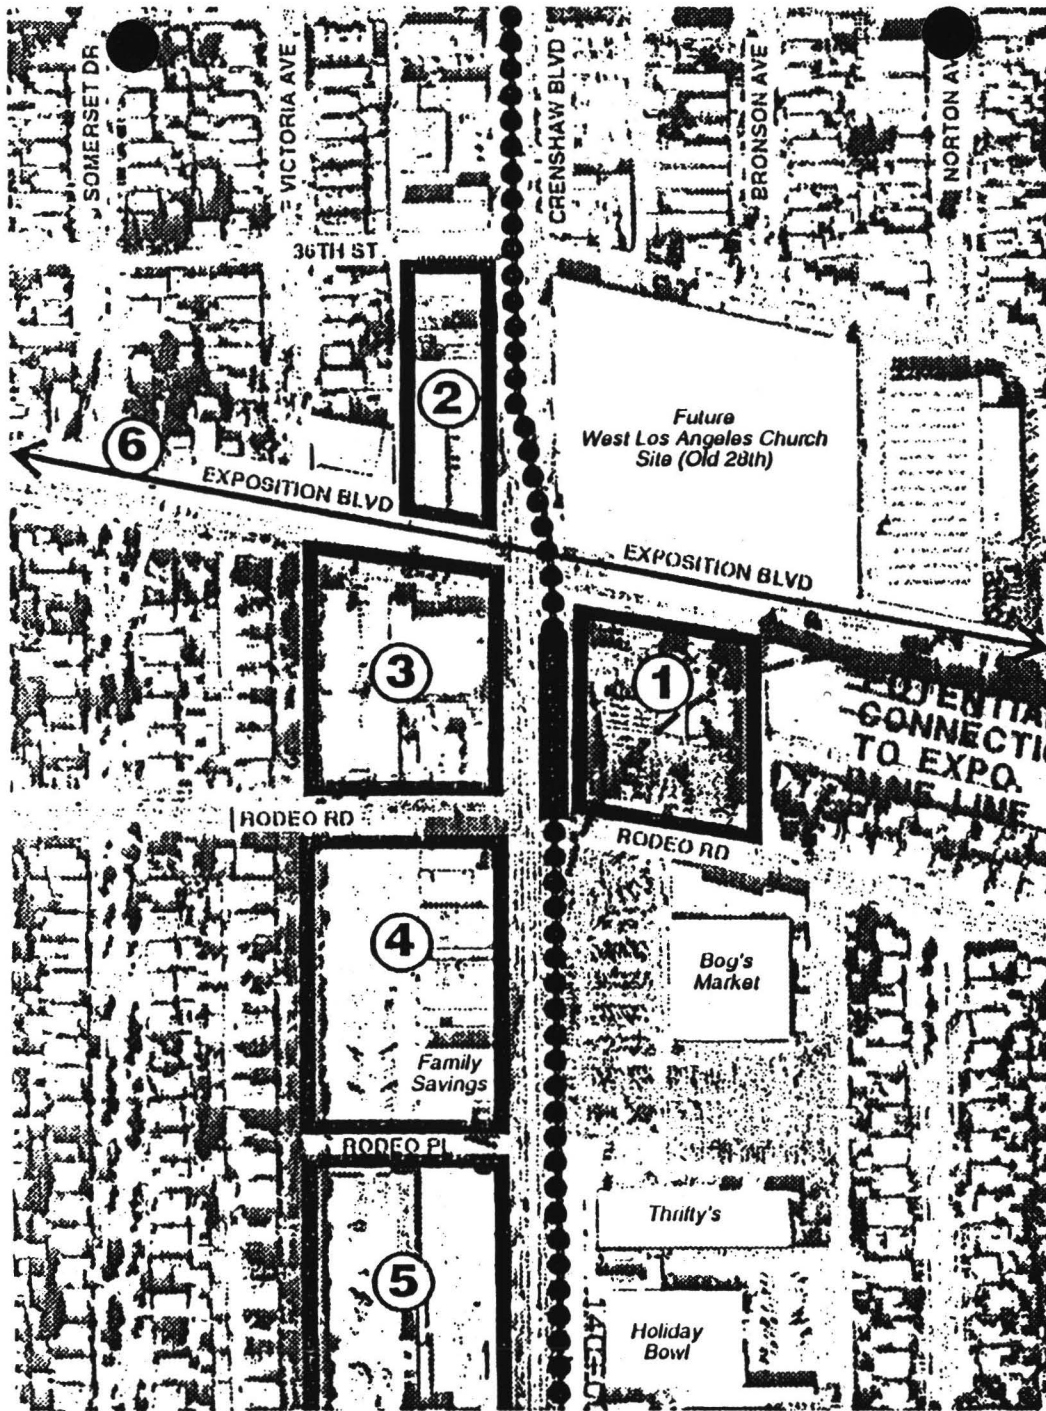 SOMERSET DR
VICTORIA AVE
CRENSHAW BLVD
BRONSON AVE
NORTON AV
36TH ST
2
Future
West Los Angeles Church
Site (Old 28th)
6
EXPOSITION BLVD
EXPOSITION BLVD
3
1
POTENTIA
CONNECTI
TO EXPO.
LINE
RODEO RD
RODEO RD
4
Bog's
Market
Family
Savings
RODEO PL
Thrifty's
5
Holiday
Bowl